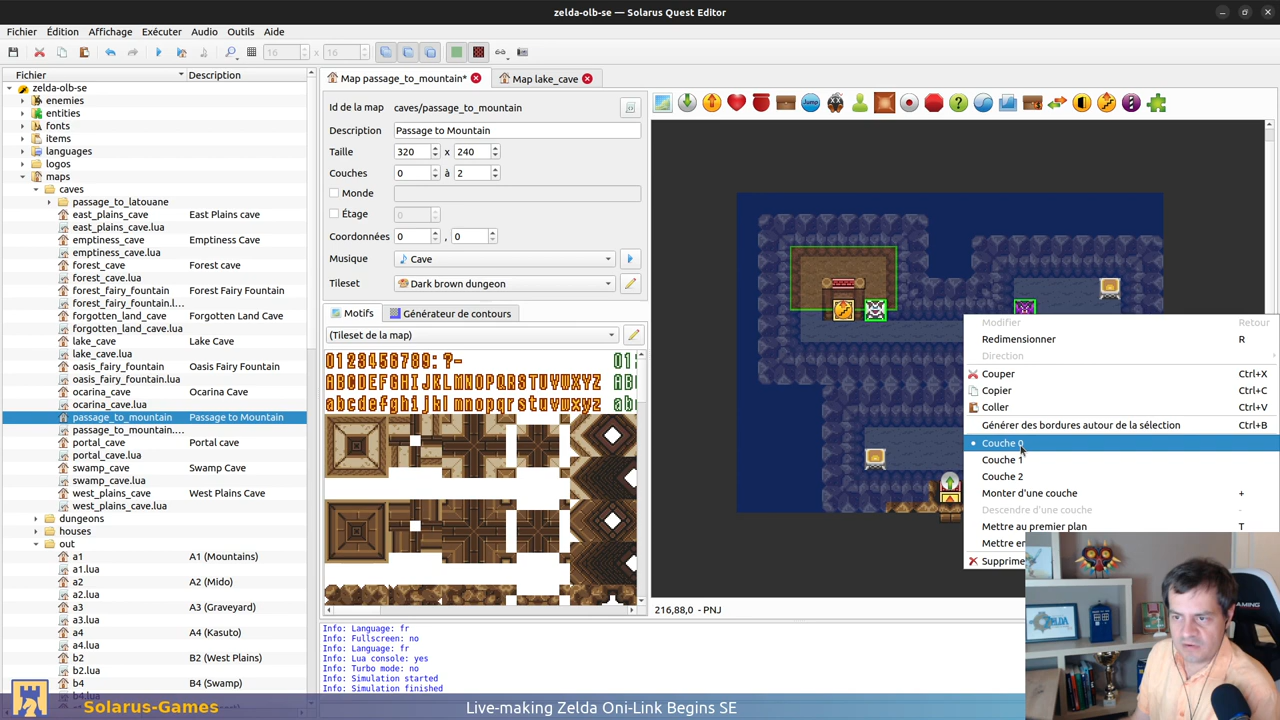 zelda-olb-se — Solarus Quest Editor
Fichier Édition Affichage Exécuter Audio Outils Aide
16 x 16
Fichier Description
zelda-olb-se
enemies
entities
fonts
items
languages
logos
maps
caves
passage_to_latouane
east_plains_cave East Plains cave
east_plains_cave.lua
emptiness_cave Emptiness Cave
emptiness_cave.lua
forest_cave Forest cave
forest_cave.lua
forest_fairy_fountain Forest Fairy Fountain
forest_fairy_fountain.l...
forgotten_land_cave Forgotten Land Cave
forgotten_land_cave.lua
lake_cave Lake Cave
lake_cave.lua
oasis_fairy_fountain Oasis Fairy Fountain
oasis_fairy_fountain.lua
ocarina_cave Ocarina Cave
ocarina_cave.lua
passage_to_mountain Passage to Mountain
passage_to_mountain....
portal_cave Portal cave
portal_cave.lua
swamp_cave Swamp Cave
swamp_cave.lua
west_plains_cave West Plains Cave
west_plains_cave.lua
dungeons
houses
out
a1 A1 (Mountains)
a1.lua
a2 A2 (Mido)
a2.lua
a3 A3 (Graveyard)
a3.lua
a4 A4 (Kasuto)
a4.lua
b2 B2 (West Plains)
b2.lua
b4 B4 (Swamp)
Map passage_to_mountain* Map lake_cave
Id de la map caves/passage_to_mountain
Description Passage to Mountain
Taille 320 x 240
Couches 0 à 2
Monde
Étage 0
Coordonnées 0 , 0
Musique Cave
Tileset Dark brown dungeon
Motifs Générateur de contours
(Tileset de la map)
0123456789:?- 01
ABCDEFGHIJKLMNOPQRSTUVWXYZ AB
abcdefghijklmnopqrstuvwxyz ab
Jump
216,88,0 - PNJ
Modifier Retour
Redimensionner R
Direction
Couper Ctrl+X
Copier Ctrl+C
Coller Ctrl+V
Générer des bordures autour de la sélection Ctrl+B
Couche 0
Couche 1
Couche 2
Monter d'une couche +
Descendre d'une couche -
Mettre au premier plan T
Mettre en
Supprime
Info: Language: fr
Info: Fullscreen: no
Info: Language: fr
Info: Lua console: yes
Info: Turbo mode: no
Info: Simulation started
Info: Simulation finished
Solarus-Games Live-making Zelda Oni-Link Begins SE